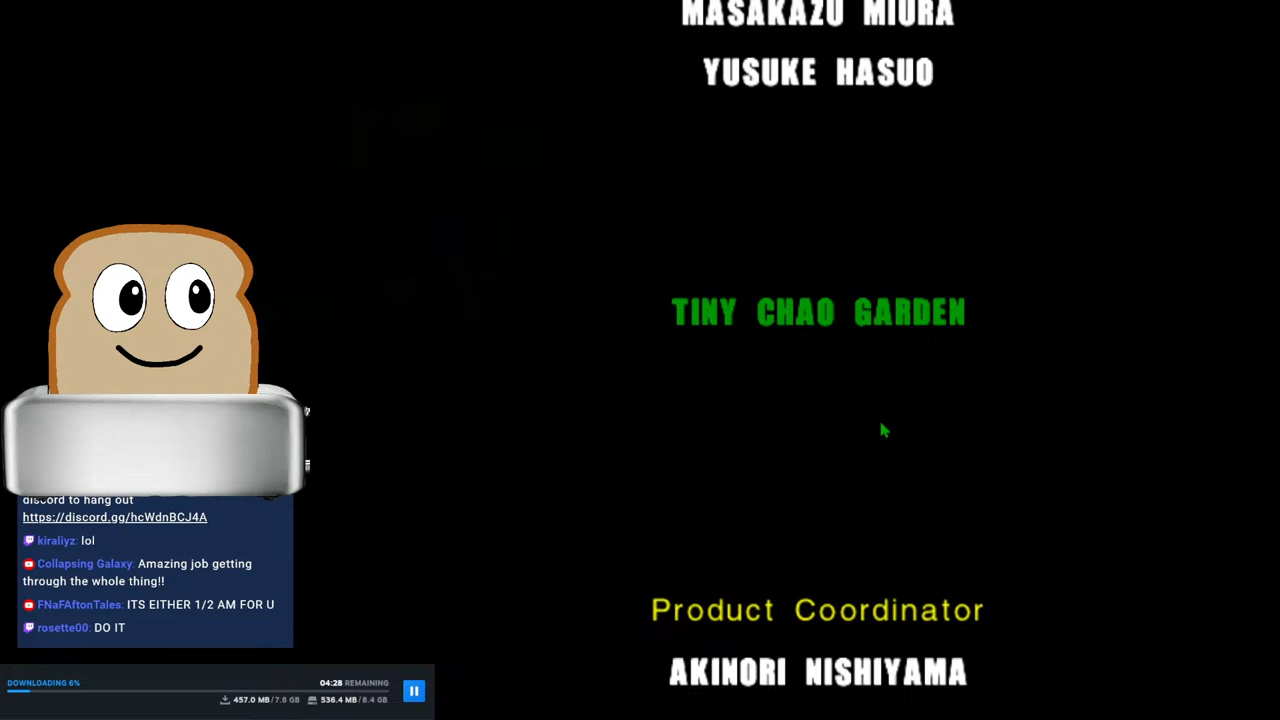 MASAKAZU MIURA
YUSUKE HASUO
TINY CHAO GARDEN
Product Coordinator
AKINORI NISHIYAMA
discord to hang out
https://discord.gg/hcWdnBCJ4A
kiraliyz: lol
Collapsing Galaxy: Amazing job getting
through the whole thing!!
FNaFAftonTales: ITS EITHER 1/2 AM FOR U
rosette00: DO IT
DOWNLOADING 6% 04:28 REMAINING
457.0 MB/7.8 GB 536.4 MB/8.4 GB